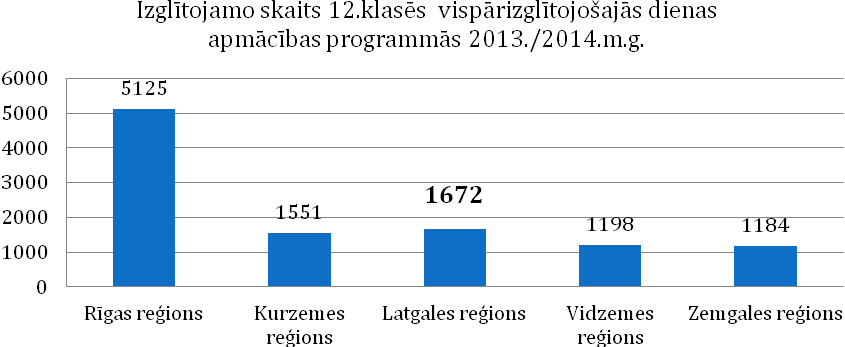 Izglītojamo skaits 12.klasēs  vispārizglītojošajās dienas
apmācības programmās 2013./2014.m.g.
6000
5000
4000
3000
2000
1000
0
5125
1551
1672
1198
1184
Rīgas reģions
Kurzemes
reģions
Latgales reģions
Vidzemes
reģions
Zemgales reģions